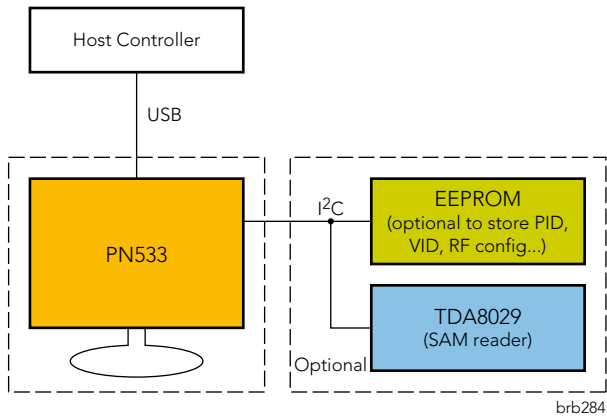 Host Controller
USB
PN533
I²C
EEPROM
(optional to store PID,
VID, RF config...)
TDA8029
(SAM reader)
Optional
brb284